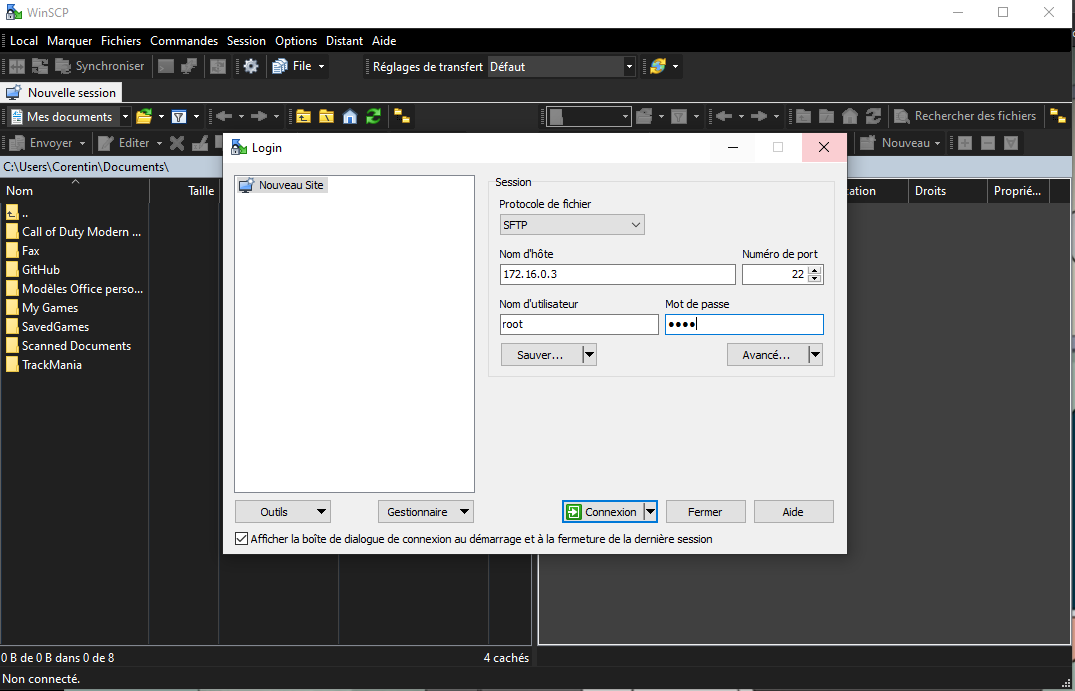 WinSCP
Local Marquer Fichiers Commandes Session Options Distant Aide
Synchroniser File Réglages de transfert Défaut
Nouvelle session
Mes documents Rechercher des fichiers
Envoyer Editer Nouveau
C:\Users\Corentin\Documents\
Nom Taille ication Droits Proprié...
..
Call of Duty Modern ...
Fax
GitHub
Modèles Office perso...
My Games
SavedGames
Scanned Documents
TrackMania
Login
Nouveau Site
Session
Protocole de fichier
SFTP
Nom d'hôte Numéro de port
172.16.0.3 22
Nom d'utilisateur Mot de passe
root ●●●●
Sauver... Avancé...
Outils Gestionnaire Connexion Fermer Aide
Afficher la boîte de dialogue de connexion au démarrage et à la fermeture de la dernière session
0 B de 0 B dans 0 de 8 4 cachés
Non connecté.